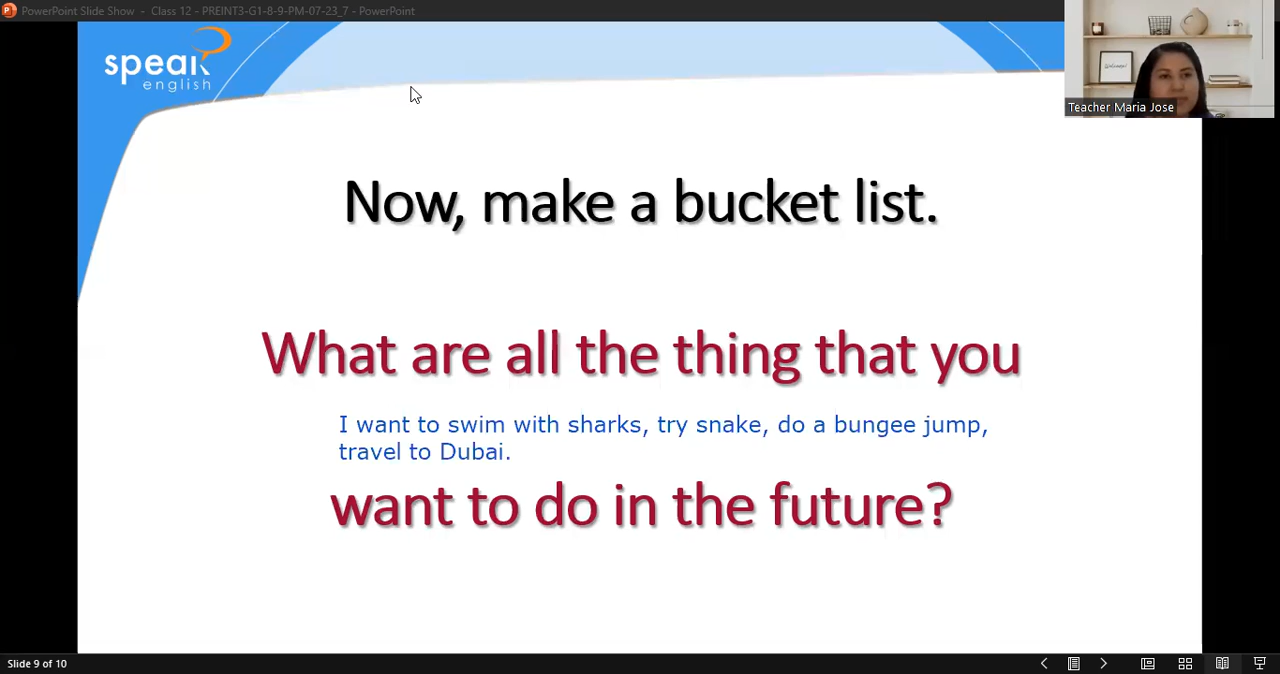 PowerPoint Slide Show - Class 12 - PREINT3-G1-8-9-PM-07-23_7 - PowerPoint
speak
english
Teacher Maria Jose
Now, make a bucket list.
What are all the thing that you
I want to swim with sharks, try snake, do a bungee jump,
travel to Dubai.
want to do in the future?
Slide 9 of 10